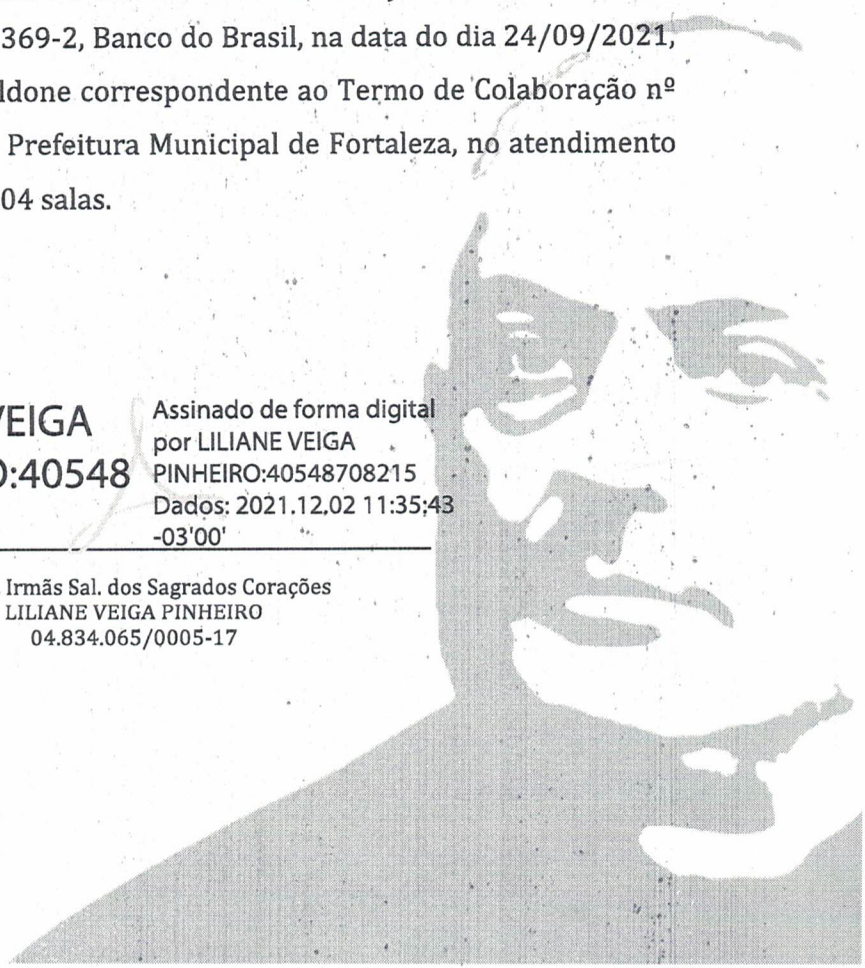 369-2, Banco do Brasil, na data do dia 24/09/2021,
ldone correspondente ao Termo de Colaboração nº
Prefeitura Municipal de Fortaleza, no atendimento
04 salas.
VEIGA
O:40548
Assinado de forma digital
por LILIANE VEIGA
PINHEIRO:40548708215
Dados: 2021.12.02 11:35:43
-03'00'
Irmãs Sal. dos Sagrados Corações
LILIANE VEIGA PINHEIRO
04.834.065/0005-17